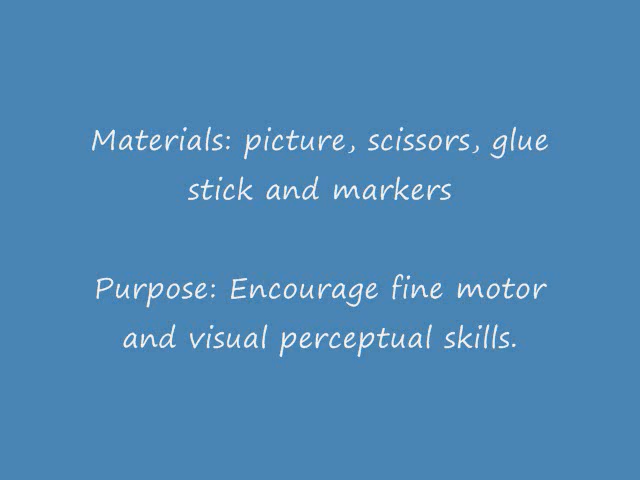 Materials: picture, scissors, glue
stick and markers
Purpose: Encourage fine motor
and visual perceptual skills.